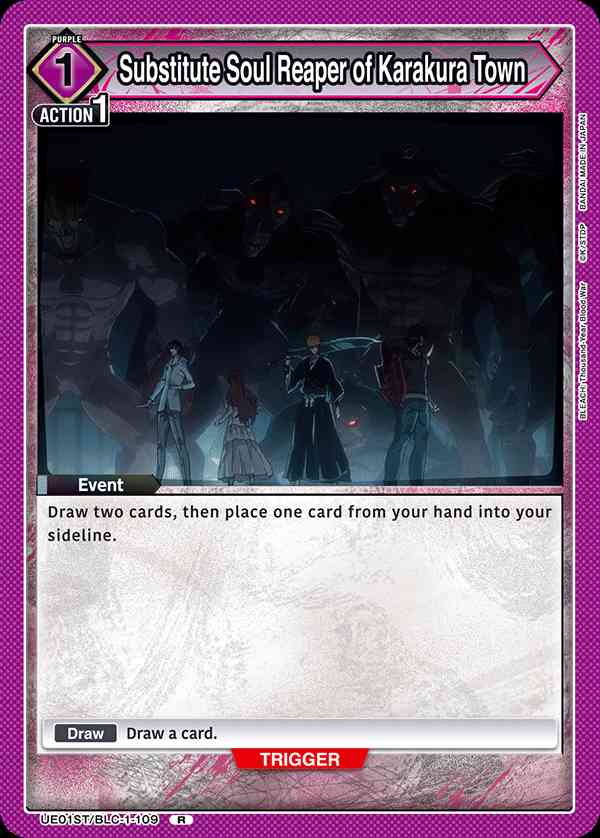 PURPLE
1
Substitute Soul Reaper of Karakura Town
ACTION 1
BANDAI MADE IN JAPAN
©K/STDP
BLEACH: Thousand-Year Blood War
Event
Draw two cards, then place one card from your hand into your
sideline.
Draw Draw a card.
TRIGGER
UE01ST/BLC-1-109 R